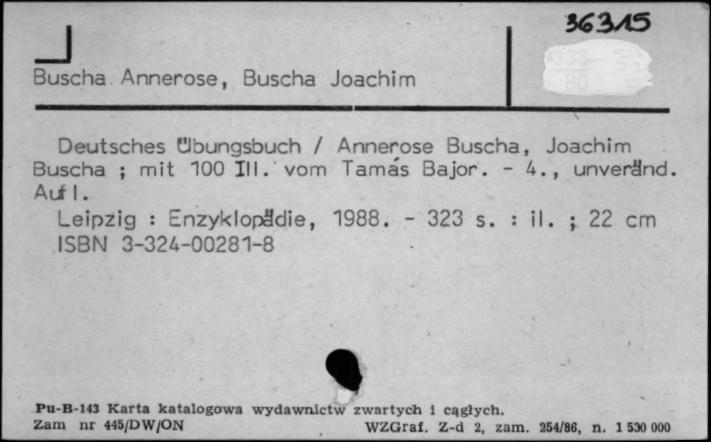 363.15
Buscha Annerose, Buscha Joachim
Deutsches Übungsbuch / Annerose Buscha, Joachim
Buscha ; mit 100 Ill. vom Tamás Bajor. - 4., unveränd.
Aufl.
Leipzig : Enzyklopädie, 1988. - 323 s. : il. ; 22 cm
ISBN 3-324-00281-8
Pu-B-143 Karta katalogowa wydawnictw zwartych i ciągłych.
Zam nr 445/DW/ON WZGraf. Z-d 2, zam. 254/86, n. 1 530 000